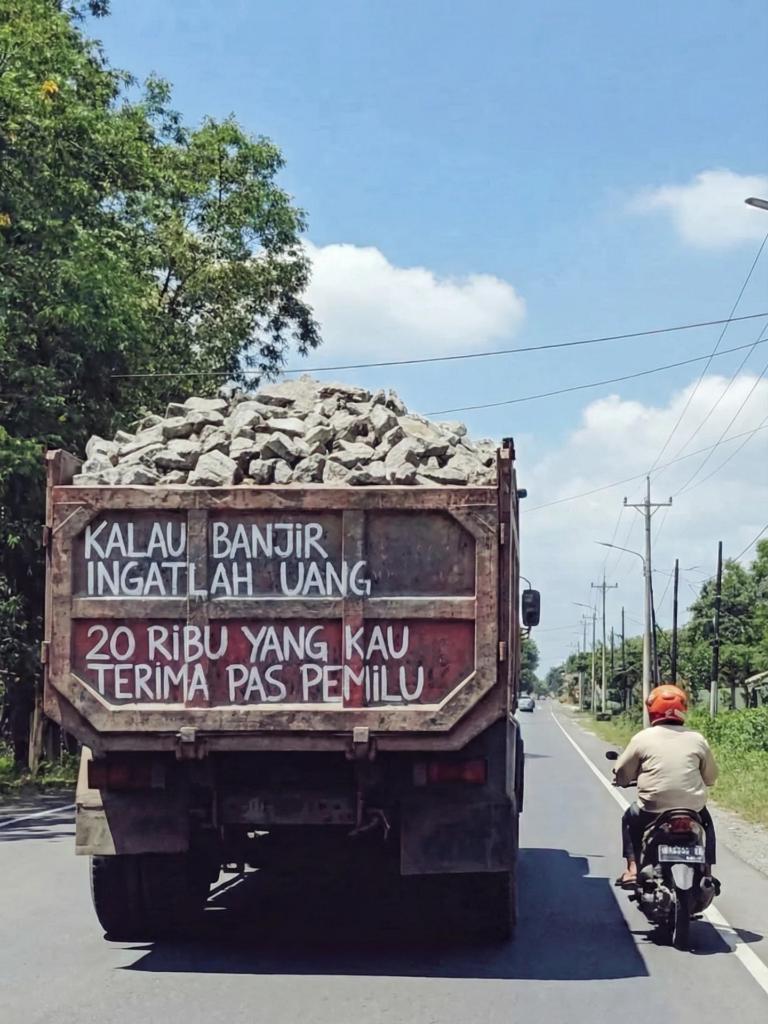 KALAU BANJiR
INGATLAH UANG
20 RiBU YANG KAU
TERiMA PAS PEMiLU